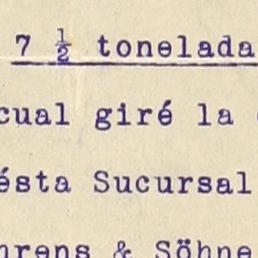 7 ½ tonelada
cual giré la
ésta Sucursal
hrens & Söhne